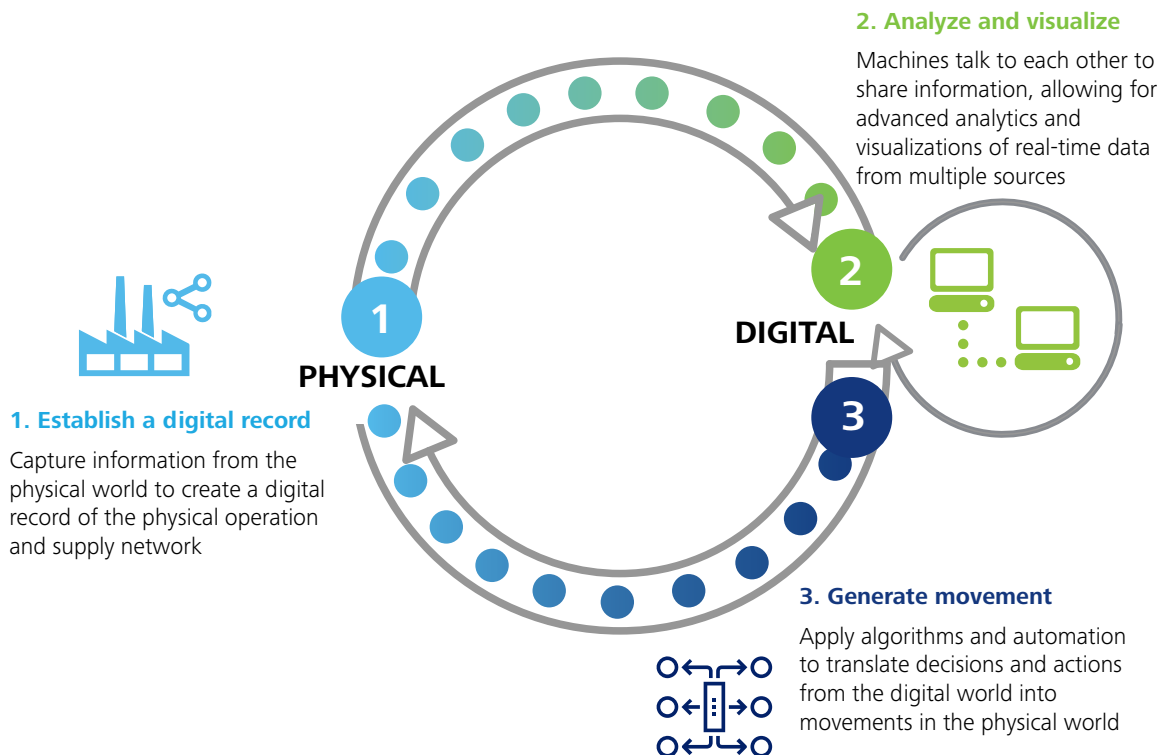 2. Analyze and visualize
Machines talk to each other to
share information, allowing for
advanced analytics and
visualizations of real-time data
from multiple sources
2
1
DIGITAL
PHYSICAL
3
1. Establish a digital record
Capture information from the
physical world to create a digital
record of the physical operation
and supply network
3. Generate movement
Apply algorithms and automation
to translate decisions and actions
from the digital world into
movements in the physical world